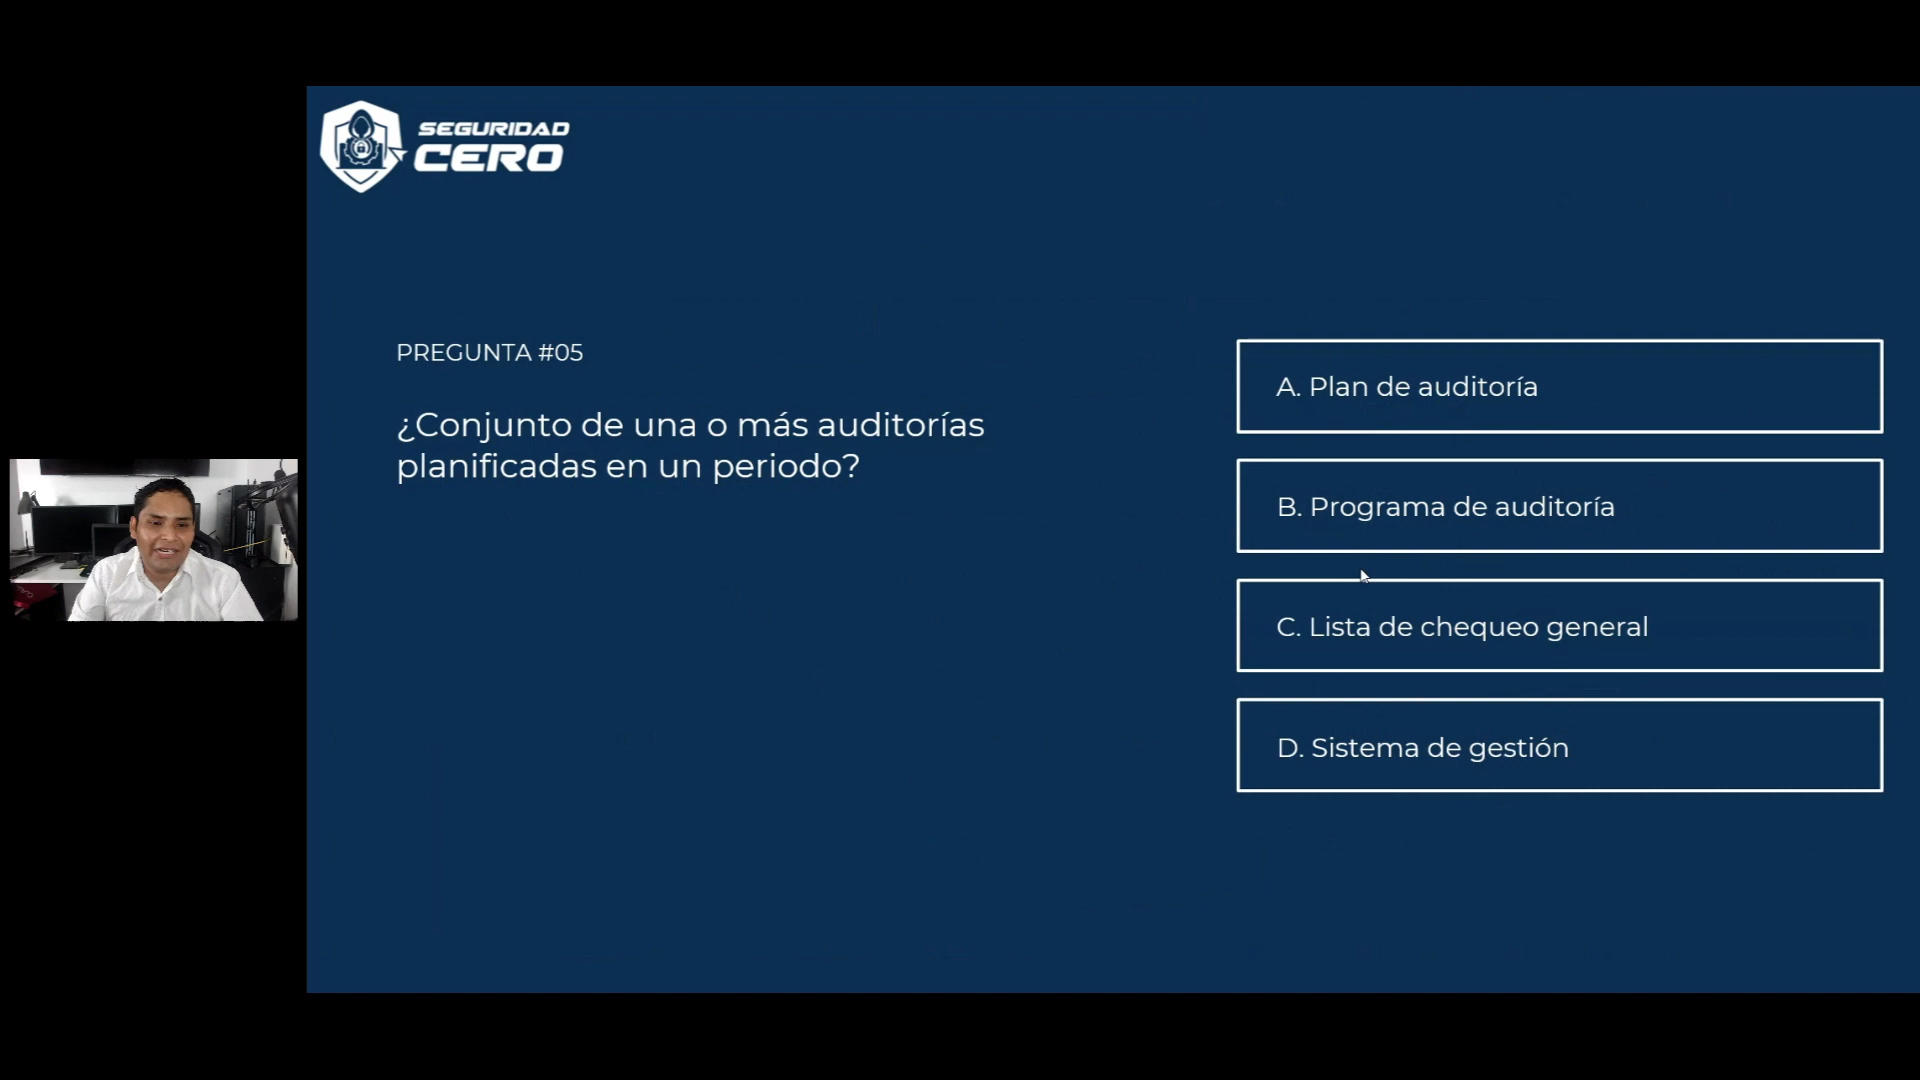 SEGURIDAD
CERO
PREGUNTA #05
¿Conjunto de una o más auditorías
planificadas en un periodo?
A. Plan de auditoría
B. Programa de auditoría
C. Lista de chequeo general
D. Sistema de gestión